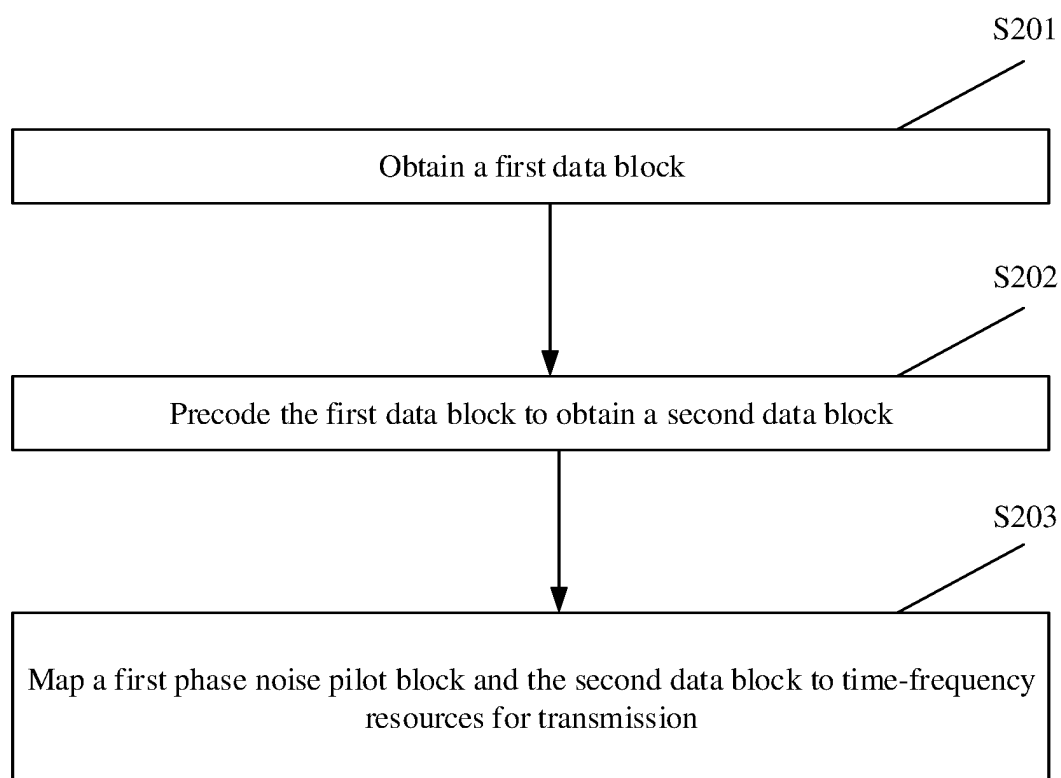 S201
Obtain a first data block
S202
Precode the first data block to obtain a second data block
S203
Map a first phase noise pilot block and the second data block to time-frequency
resources for transmission